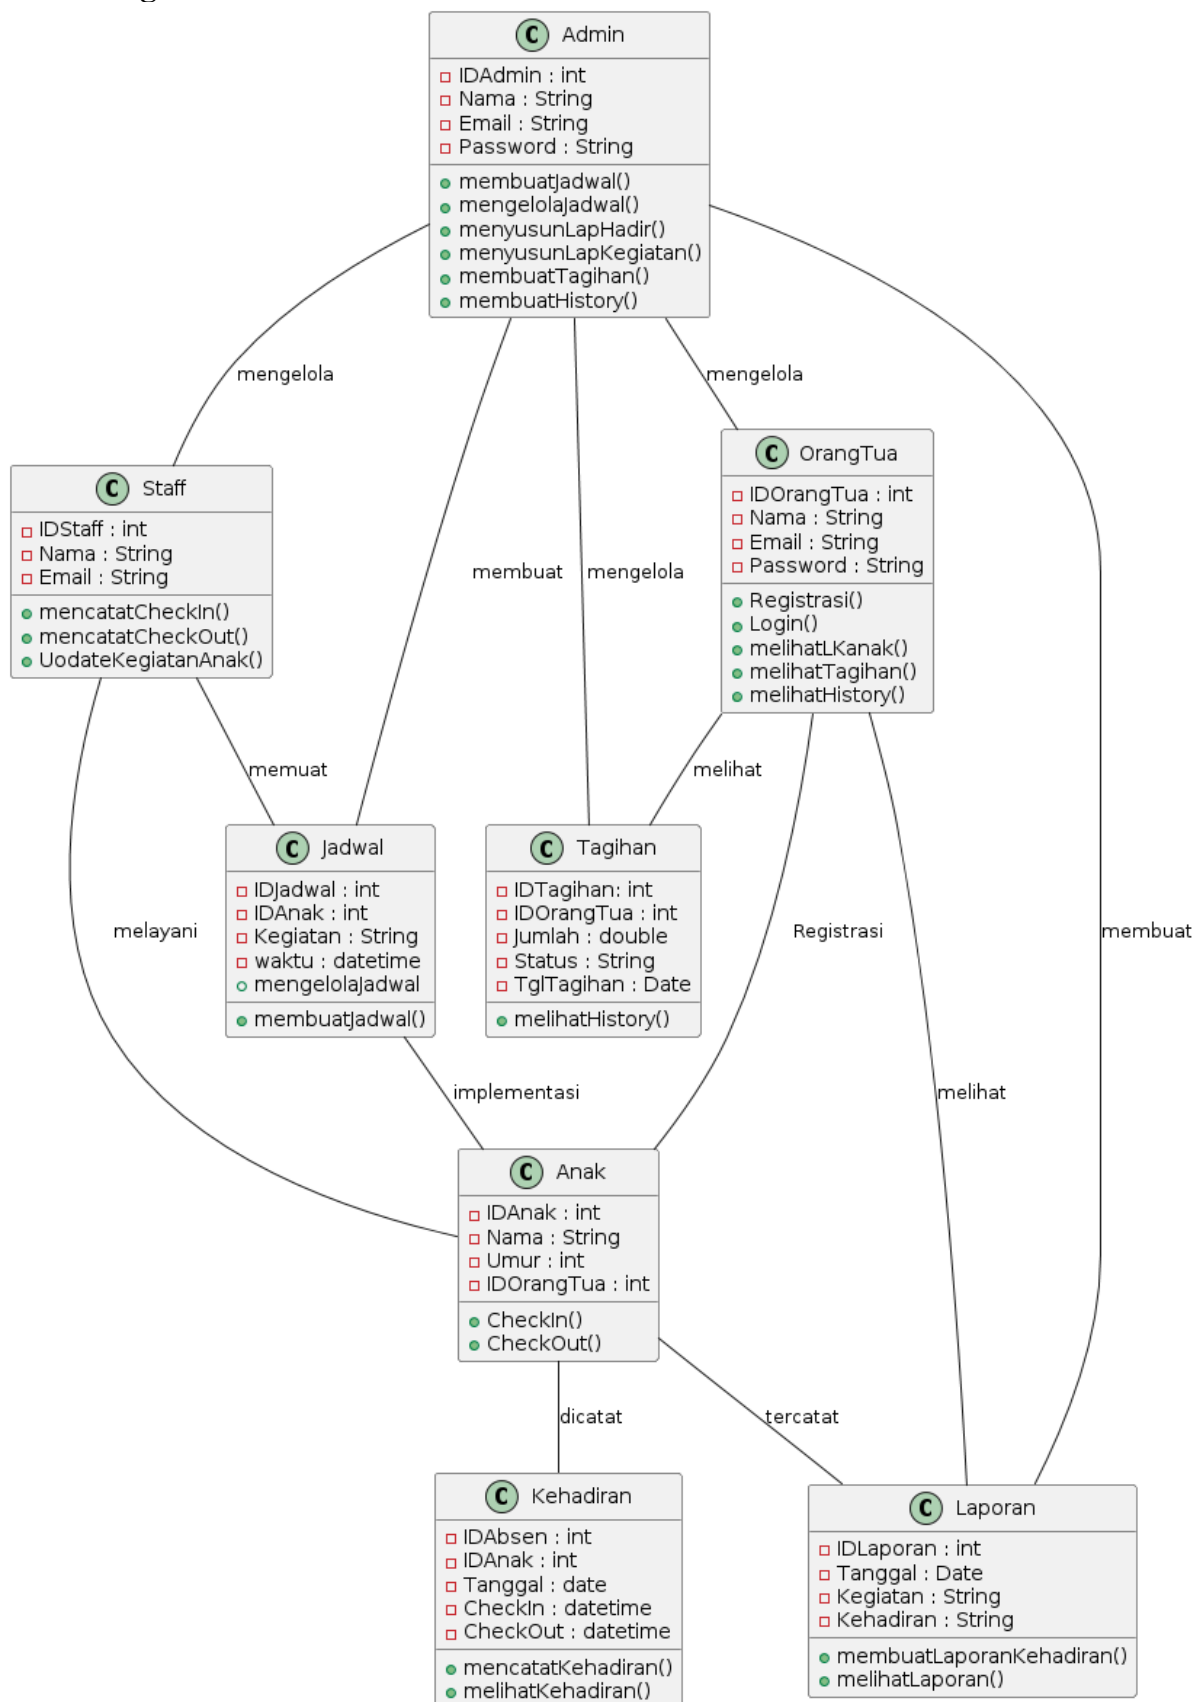 C Admin
IDAdmin : int
Nama : String
Email : String
Password : String
membuatJadwal()
mengelolaJadwal()
menyusunLapHadir()
menyusunLapKegiatan()
membuatTagihan()
membuatHistory()
mengelola
mengelola
C OrangTua
IDOrangTua : int
Nama : String
Email : String
Password : String
Registrasi()
Login()
melihatLKanak()
melihatTagihan()
melihatHistory()
C Staff
IDStaff : int
Nama : String
Email : String
mencatatCheckIn()
mencatatCheckOut()
UodateKegiatanAnak()
membuat
mengelola
memuat
melihat
C Jadwal
IDJadwal : int
IDAnak : int
Kegiatan : String
waktu : datetime
mengelolaJadwal
membuatJadwal()
C Tagihan
IDTagihan: int
IDOrangTua : int
Jumlah : double
Status : String
TglTagihan : Date
melihatHistory()
melayani
Registrasi
membuat
implementasi
melihat
C Anak
IDAnak : int
Nama : String
Umur : int
IDOrangTua : int
CheckIn()
CheckOut()
dicatat
tercatat
C Kehadiran
IDAbsen : int
IDAnak : int
Tanggal : date
CheckIn : datetime
CheckOut : datetime
mencatatKehadiran()
melihatKehadiran()
C Laporan
IDLaporan : int
Tanggal : Date
Kegiatan : String
Kehadiran : String
membuatLaporanKehadiran()
melihatLaporan()